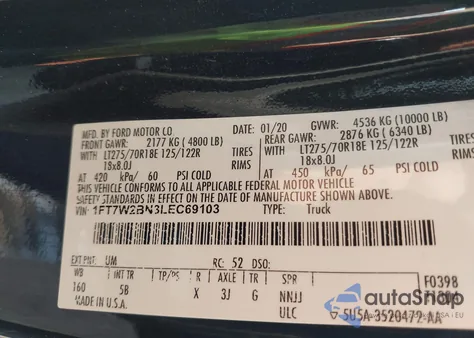 MFD. BY FORD MOTOR CO.
01/20 GVWR: 4536 KG (10000 LB)
FRONT GAWR: 2177 KG (4800 LB)
REAR GAWR: 2876 KG (6340 LB)
WITH LT275/70R18E 125/122R TIRES
WITH LT275/70R18E 125/122R TIRES
18x8.0J RIMS
18x8.0J RIMS
AT 420 kPa/ 60 PSI COLD
AT 450 kPa/ 65 PSI COLD
THIS VEHICLE CONFORMS TO ALL APPLICABLE FEDERAL MOTOR VEHICLE
SAFETY STANDARDS IN EFFECT ON THE DATE OF MANUFACTURE SHOWN ABOVE.
VIN: 1FT7W2BN3LEC69103 TYPE: Truck
EXT PNT: UM RC: 52 DSO:
WB INT TR TP/PS R AXLE TR SPR F0398
160 5B X 3J G NNJJ
MADE IN U.S.A. ULC
5U5A-3520472-AA
autoSnap